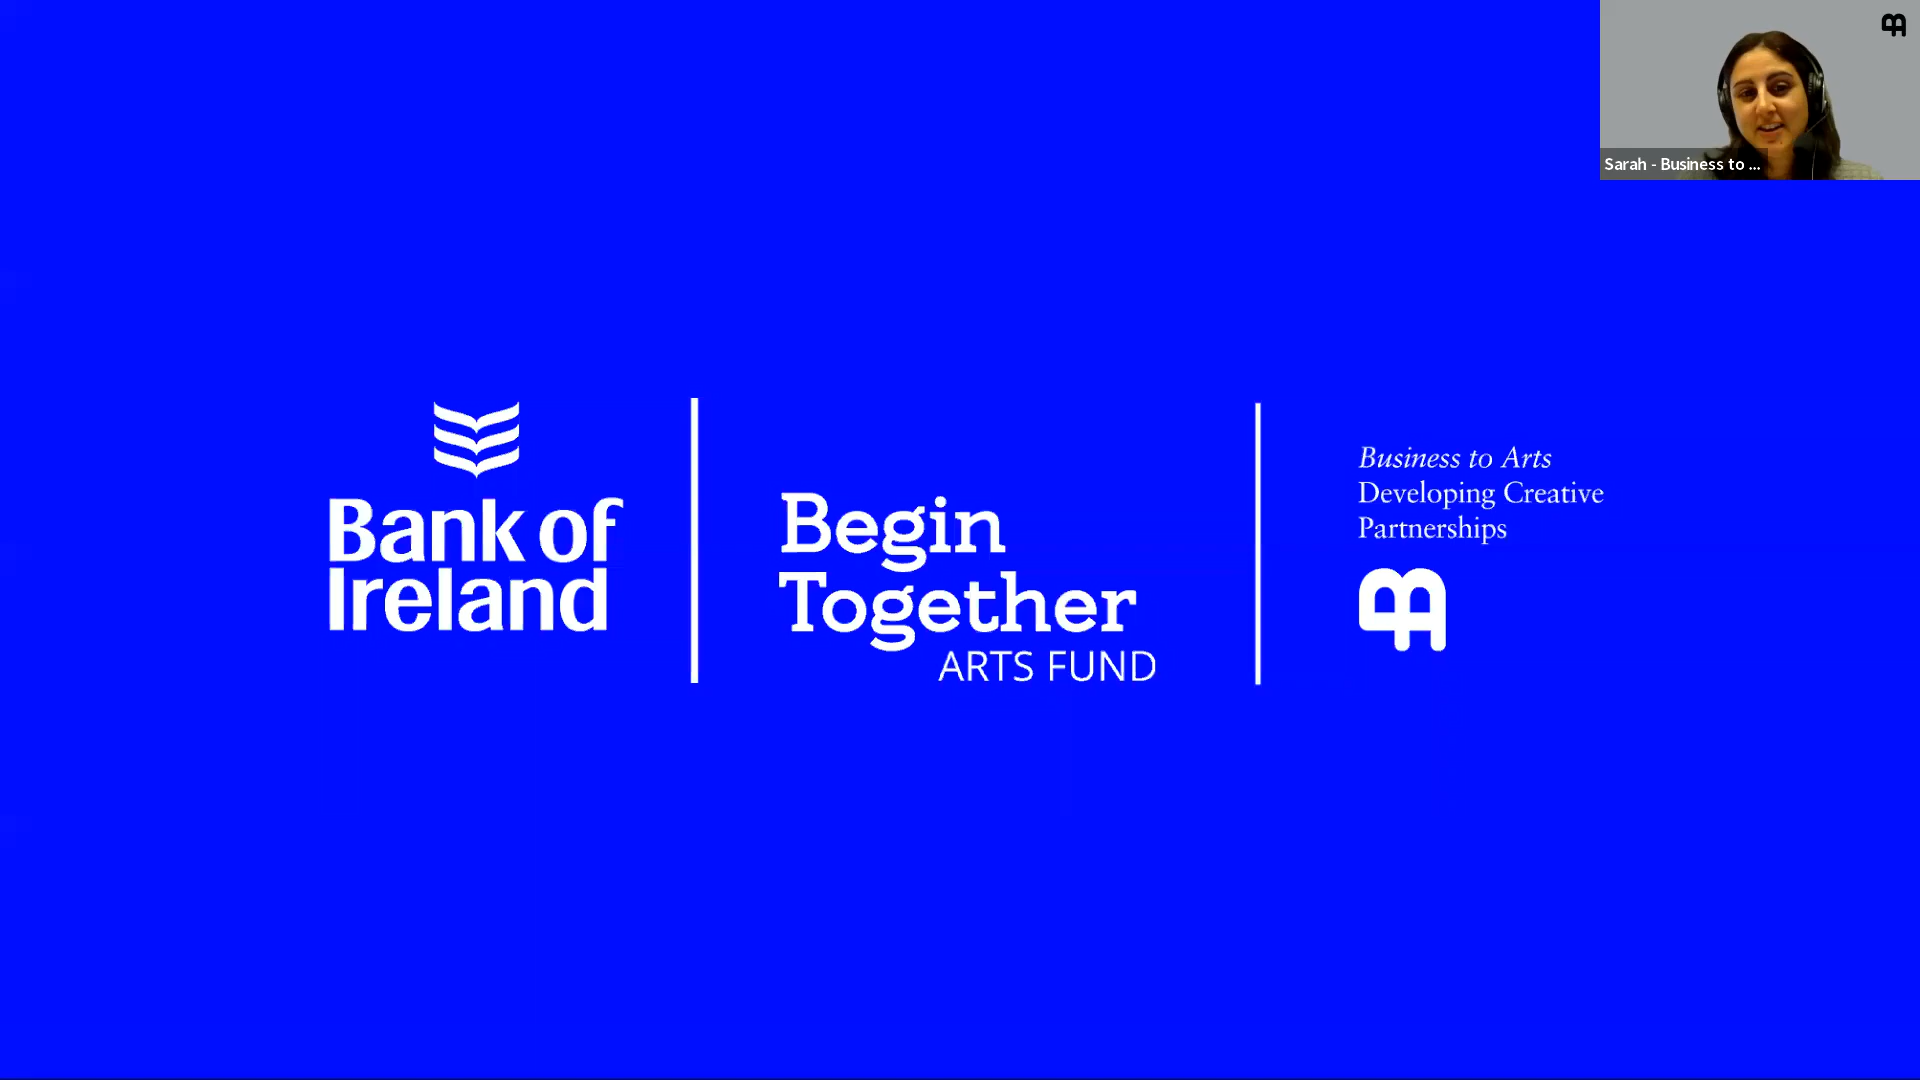 Sarah - Business to ...
Bank of
Ireland
Begin
Together
ARTS FUND
Business to Arts
Developing Creative
Partnerships